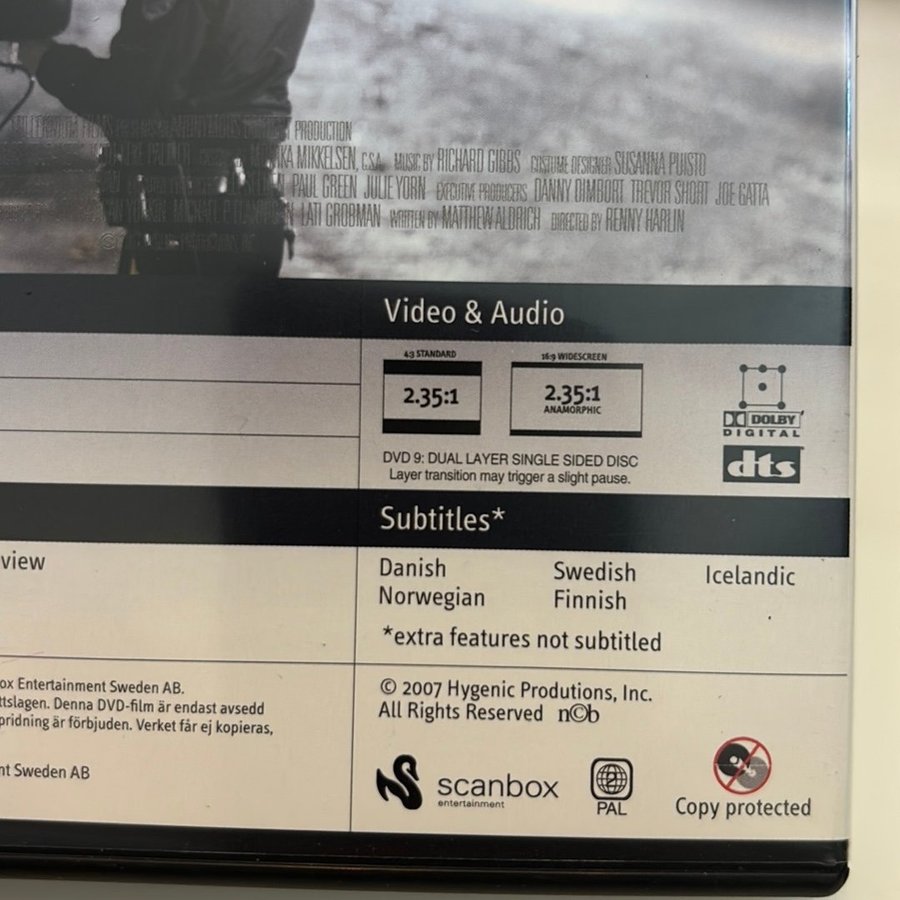 PRODUCTION
MIKKELSEN, C.S.A. MUSIC BY RICHARD GIBBS COSTUME DESIGNER SUSANNA PUISTO
PAUL GREEN JULIE YORN EXECUTIVE PRODUCERS DANNY DIMBORT TREVOR SHORT JOE GATTA
LATI GROBMAN WRITTEN BY MATTHEW ALDRICH DIRECTED BY RENNY HARLIN
Video & Audio
4:3 STANDARD
2.35:1
16:9 WIDESCREEN
2.35:1
ANAMORPHIC
DOLBY
DIGITAL
dts
DVD 9: DUAL LAYER SINGLE SIDED DISC
Layer transition may trigger a slight pause.
Subtitles*
view
Danish Swedish Icelandic
Norwegian Finnish
*extra features not subtitled
ox Entertainment Sweden AB.
ttslagen. Denna DVD-film är endast avsedd
pridning är förbjuden. Verket får ej kopieras,
nt Sweden AB
© 2007 Hygenic Produtions, Inc.
All Rights Reserved n©b
scanbox
entertainment
2
PAL
Copy protected